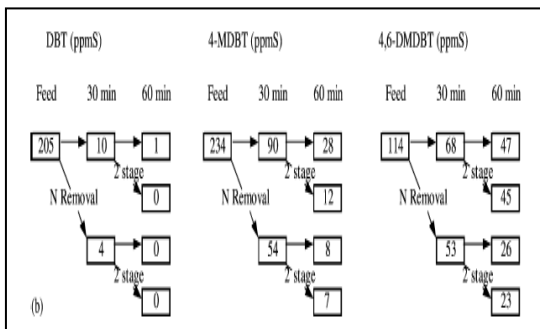 DBT (ppmS) 4-MDBT (ppmS) 4,6-DMDBT (ppmS)
Feed 30 min 60 min Feed 30 min 60 min Feed 30 min 60 min
205 10 1 234 90 28 114 68 47
2 stage 2 stage 2 stage
N Removal 0 N Removal 12 N Removal 45
4 0 54 8 53 26
2 stage 2 stage 2 stage
(b) 0 7 23